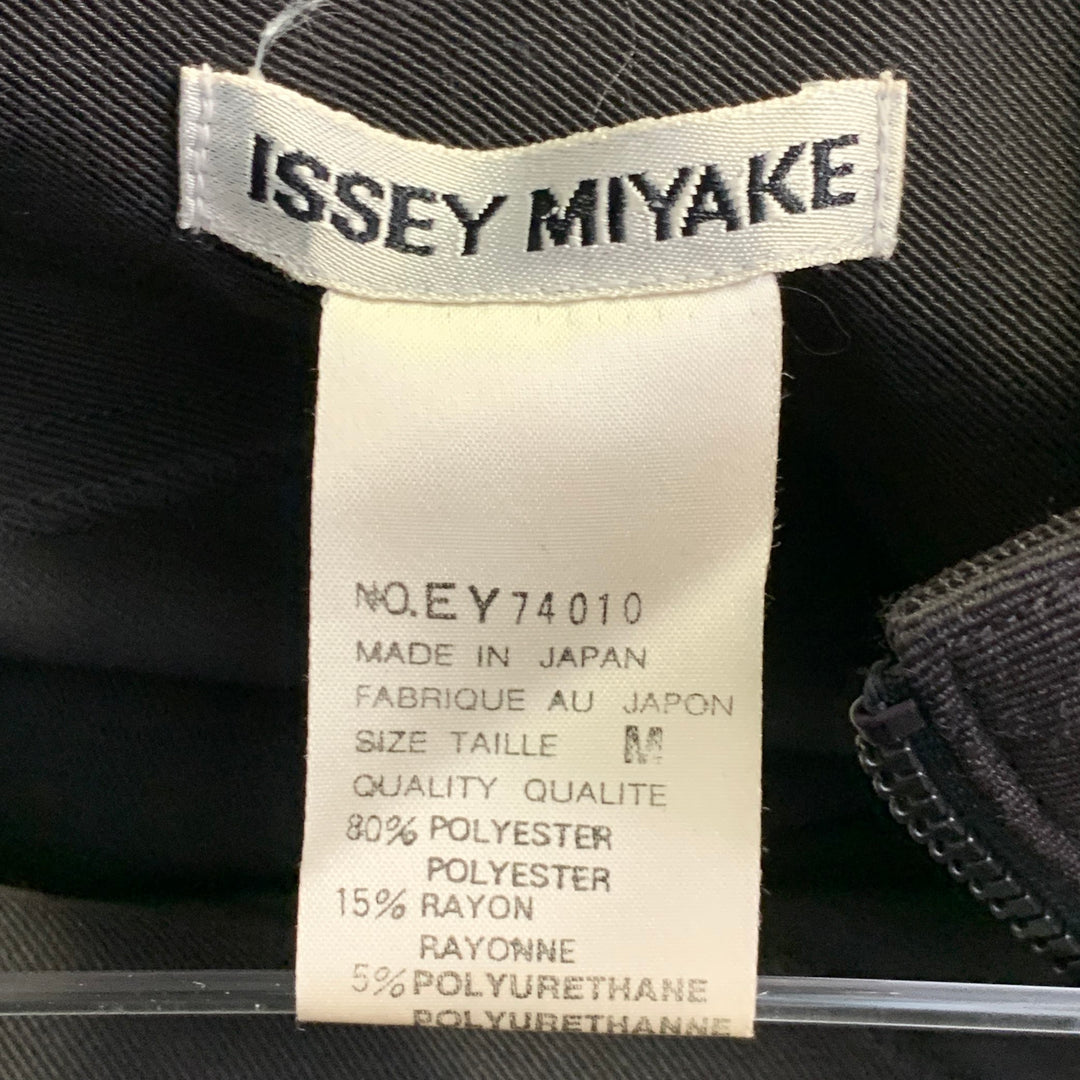 ISSEY MIYAKE
NO.EY74010
MADE IN JAPAN
FABRIQUE AU JAPON
SIZE TAILLE M
QUALITY QUALITE
80% POLYESTER
POLYESTER
15% RAYON
RAYONNE
5% POLYURETHANE
POLYURETHANNE